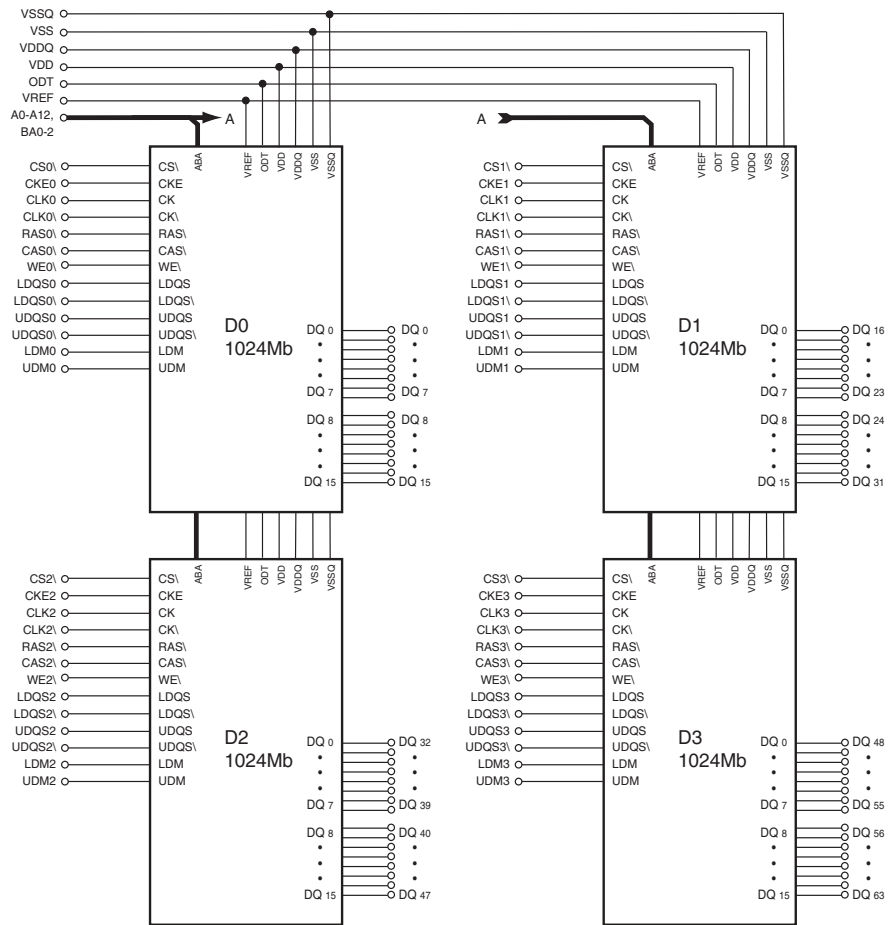 VSSQ
VSS
VDDQ
VDD
ODT
VREF
A0-A12,
BA0-2
A
A
ABA
VREF
ODT
VDD
VDDQ
VSS
VSSQ
CS0\ CS\
CKE0 CKE
CLK0 CK
CLK0\ CK\
RAS0\ RAS\
CAS0\ CAS\
WE0\ WE\
LDQS0 LDQS
LDQS0\ LDQS\
UDQS0 UDQS
UDQS0\ UDQS\
LDM0 LDM
UDM0 UDM
D0
1024Mb
DQ 0 DQ 0
DQ 7 DQ 7
DQ 8 DQ 8
DQ 15 DQ 15
ABA
VREF
ODT
VDD
VDDQ
VSS
VSSQ
CS1\ CS\
CKE1 CKE
CLK1 CK
CLK1\ CK\
RAS1\ RAS\
CAS1\ CAS\
WE1\ WE\
LDQS1 LDQS
LDQS1\ LDQS\
UDQS1 UDQS
UDQS1\ UDQS\
LDM1 LDM
UDM1 UDM
D1
1024Mb
DQ 0 DQ 16
DQ 7 DQ 23
DQ 8 DQ 24
DQ 15 DQ 31
ABA
VREF
ODT
VDD
VDDQ
VSS
VSSQ
CS2\ CS\
CKE2 CKE
CLK2 CK
CLK2\ CK\
RAS2\ RAS\
CAS2\ CAS\
WE2\ WE\
LDQS2 LDQS
LDQS2\ LDQS\
UDQS2 UDQS
UDQS2\ UDQS\
LDM2 LDM
UDM2 UDM
D2
1024Mb
DQ 0 DQ 32
DQ 7 DQ 39
DQ 8 DQ 40
DQ 15 DQ 47
ABA
VREF
ODT
VDD
VDDQ
VSS
VSSQ
CS3\ CS\
CKE3 CKE
CLK3 CK
CLK3\ CK\
RAS3\ RAS\
CAS3\ CAS\
WE3\ WE\
LDQS3 LDQS
LDQS3\ LDQS\
UDQS3 UDQS
UDQS3\ UDQS\
LDM3 LDM
UDM3 UDM
D3
1024Mb
DQ 0 DQ 48
DQ 7 DQ 55
DQ 8 DQ 56
DQ 15 DQ 63